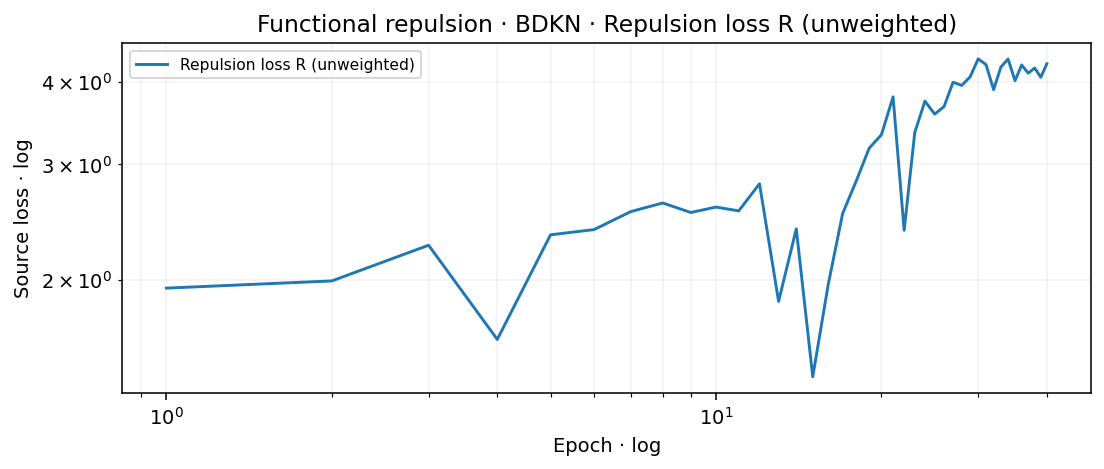 Functional repulsion · BDKN · Repulsion loss R (unweighted)
Repulsion loss R (unweighted)
Source loss · log
4 × 10⁰
3 × 10⁰
2 × 10⁰
10⁰
10¹
Epoch · log